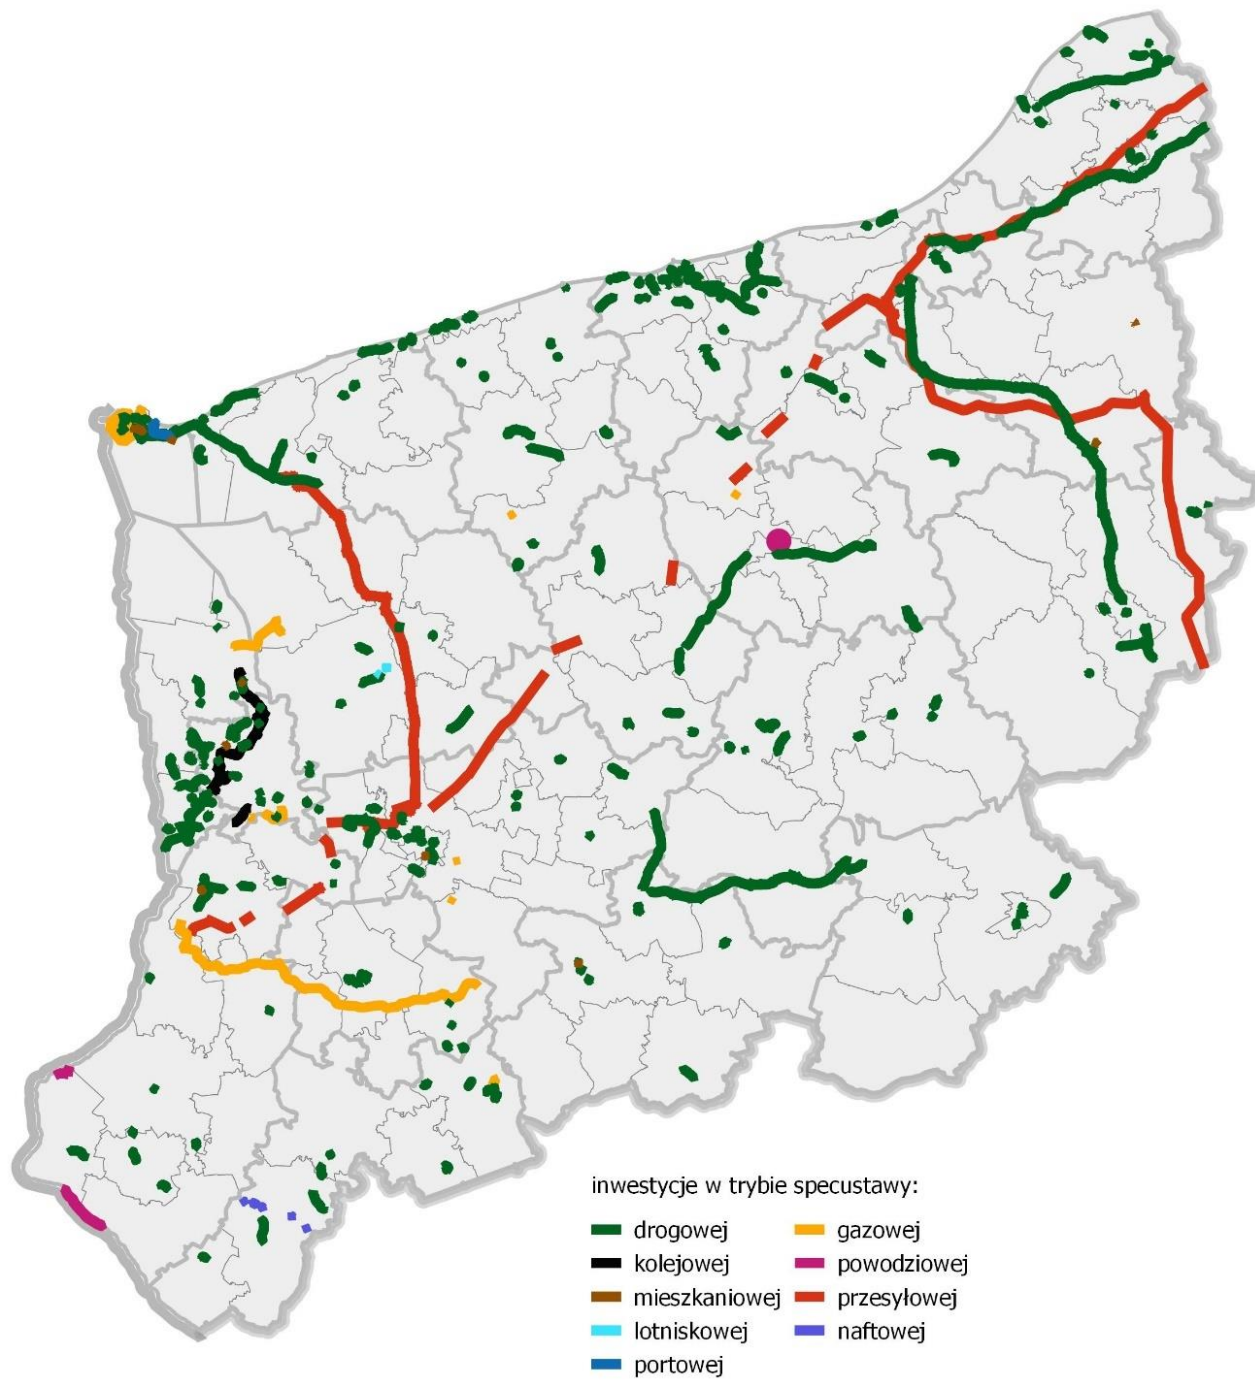 inwestycje w trybie specustawy:
drogowej
gazowej
kolejowej
powodziowej
mieszkaniowej
przesyłowej
lotniskowej
naftowej
portowej